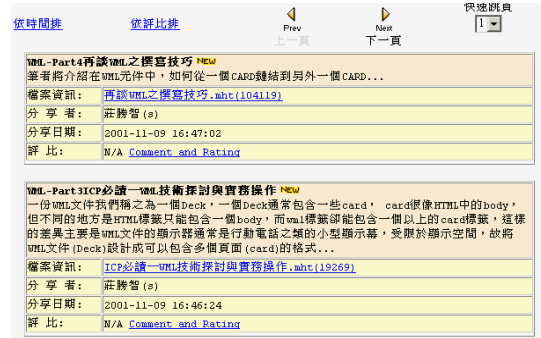 快速跳頁
依時間排 依評比排 Prev Next 1
上一頁 下一頁
WML-Part4再談WML之撰寫技巧 NEW
筆者將介紹在WML元件中，如何從一個CARD鏈結到另外一個CARD...
檔案資訊: 再談WML之撰寫技巧.mht(104119)
分 享 者: 莊勝智(s)
分享日期: 2001-11-09 16:47:02
評 比: N/A Comment and Rating
WML-Part3ICP必讀一WML技術探討與實務操作 NEW
一份WML文件我們稱之為一個Deck，一個Deck通常包含一些card， card很像HTML中的body，
但不同的地方是HTML標籤只能包含一個body，而wml標籤卻能包含一個以上的card標籤，這樣
的差異主要是WML文件的顯示器通常是行動電話之類的小型顯示幕，受限於顯示空間，故將
WML文件(Deck)設計成可以包含多個頁面(card)的格式...
檔案資訊: ICP必讀一WML技術探討與實務操作.mht(19269)
分 享 者: 莊勝智(s)
分享日期: 2001-11-09 16:46:24
評 比: N/A Comment and Rating